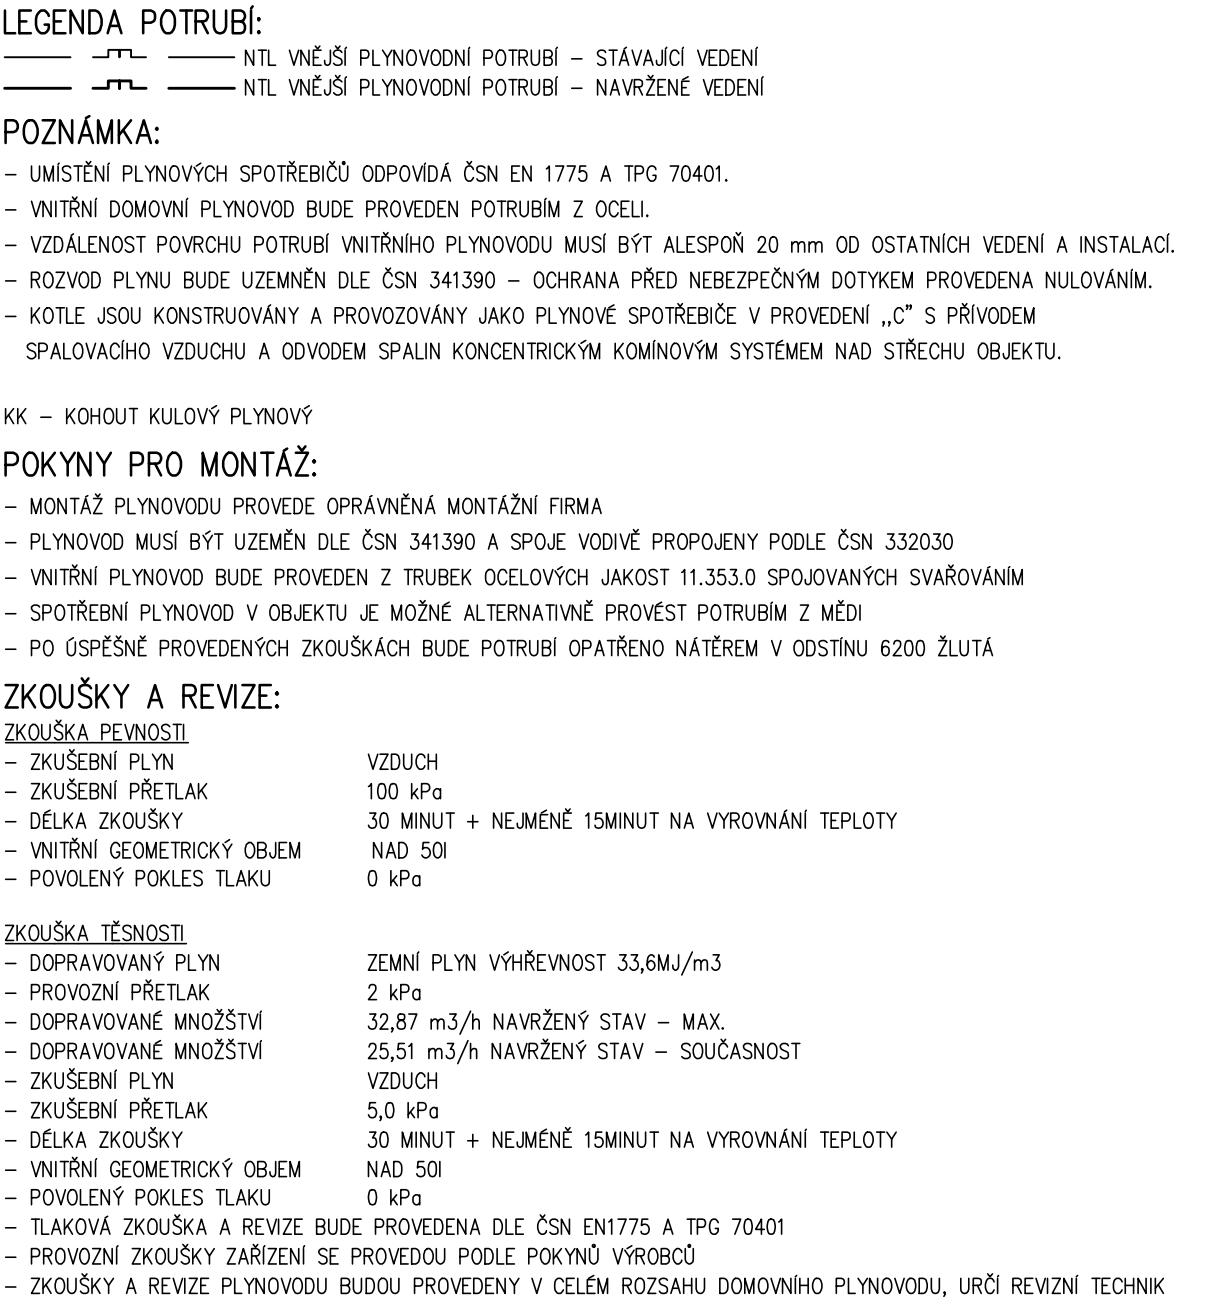 LEGENDA POTRUBÍ:
NTL VNĚJŠÍ PLYNOVODNÍ POTRUBÍ – STÁVAJÍCÍ VEDENÍ
NTL VNĚJŠÍ PLYNOVODNÍ POTRUBÍ – NAVRŽENÉ VEDENÍ
POZNÁMKA:
– UMÍSTĚNÍ PLYNOVÝCH SPOTŘEBIČŮ ODPOVÍDÁ ČSN EN 1775 A TPG 70401.
– VNITŘNÍ DOMOVNÍ PLYNOVOD BUDE PROVEDEN POTRUBÍM Z OCELI.
– VZDÁLENOST POVRCHU POTRUBÍ VNITŘNÍHO PLYNOVODU MUSÍ BÝT ALESPOŇ 20 mm OD OSTATNÍCH VEDENÍ A INSTALACÍ.
– ROZVOD PLYNU BUDE UZEMNĚN DLE ČSN 341390 – OCHRANA PŘED NEBEZPEČNÝM DOTYKEM PROVEDENA NULOVÁNÍM.
– KOTLE JSOU KONSTRUOVÁNY A PROVOZOVÁNY JAKO PLYNOVÉ SPOTŘEBIČE V PROVEDENÍ ,,C" S PŘÍVODEM
SPALOVACÍHO VZDUCHU A ODVODEM SPALIN KONCENTRICKÝM KOMÍNOVÝM SYSTÉMEM NAD STŘECHU OBJEKTU.
KK – KOHOUT KULOVÝ PLYNOVÝ
POKYNY PRO MONTÁŽ:
– MONTÁŽ PLYNOVODU PROVEDE OPRÁVNĚNÁ MONTÁŽNÍ FIRMA
– PLYNOVOD MUSÍ BÝT UZEMĚN DLE ČSN 341390 A SPOJE VODIVĚ PROPOJENY PODLE ČSN 332030
– VNITŘNÍ PLYNOVOD BUDE PROVEDEN Z TRUBEK OCELOVÝCH JAKOST 11.353.0 SPOJOVANÝCH SVAŘOVÁNÍM
– SPOTŘEBNÍ PLYNOVOD V OBJEKTU JE MOŽNÉ ALTERNATIVNĚ PROVÉST POTRUBÍM Z MĚDI
– PO ÚSPĚŠNĚ PROVEDENÝCH ZKOUŠKÁCH BUDE POTRUBÍ OPATŘENO NÁTĚREM V ODSTÍNU 6200 ŽLUTÁ
ZKOUŠKY A REVIZE:
ZKOUŠKA PEVNOSTI
– ZKUŠEBNÍ PLYN VZDUCH
– ZKUŠEBNÍ PŘETLAK 100 kPa
– DÉLKA ZKOUŠKY 30 MINUT + NEJMÉNĚ 15MINUT NA VYROVNÁNÍ TEPLOTY
– VNITŘNÍ GEOMETRICKÝ OBJEM NAD 50l
– POVOLENÝ POKLES TLAKU 0 kPa
ZKOUŠKA TĚSNOSTI
– DOPRAVOVANÝ PLYN ZEMNÍ PLYN VÝHŘEVNOST 33,6MJ/m3
– PROVOZNÍ PŘETLAK 2 kPa
– DOPRAVOVANÉ MNOŽŠTVÍ 32,87 m3/h NAVRŽENÝ STAV – MAX.
– DOPRAVOVANÉ MNOŽŠTVÍ 25,51 m3/h NAVRŽENÝ STAV – SOUČASNOST
– ZKUŠEBNÍ PLYN VZDUCH
– ZKUŠEBNÍ PŘETLAK 5,0 kPa
– DÉLKA ZKOUŠKY 30 MINUT + NEJMÉNĚ 15MINUT NA VYROVNÁNÍ TEPLOTY
– VNITŘNÍ GEOMETRICKÝ OBJEM NAD 50l
– POVOLENÝ POKLES TLAKU 0 kPa
– TLAKOVÁ ZKOUŠKA A REVIZE BUDE PROVEDENA DLE ČSN EN1775 A TPG 70401
– PROVOZNÍ ZKOUŠKY ZAŘÍZENÍ SE PROVEDOU PODLE POKYNŮ VÝROBCŮ
– ZKOUŠKY A REVIZE PLYNOVODU BUDOU PROVEDENY V CELÉM ROZSAHU DOMOVNÍHO PLYNOVODU, URČÍ REVIZNÍ TECHNIK